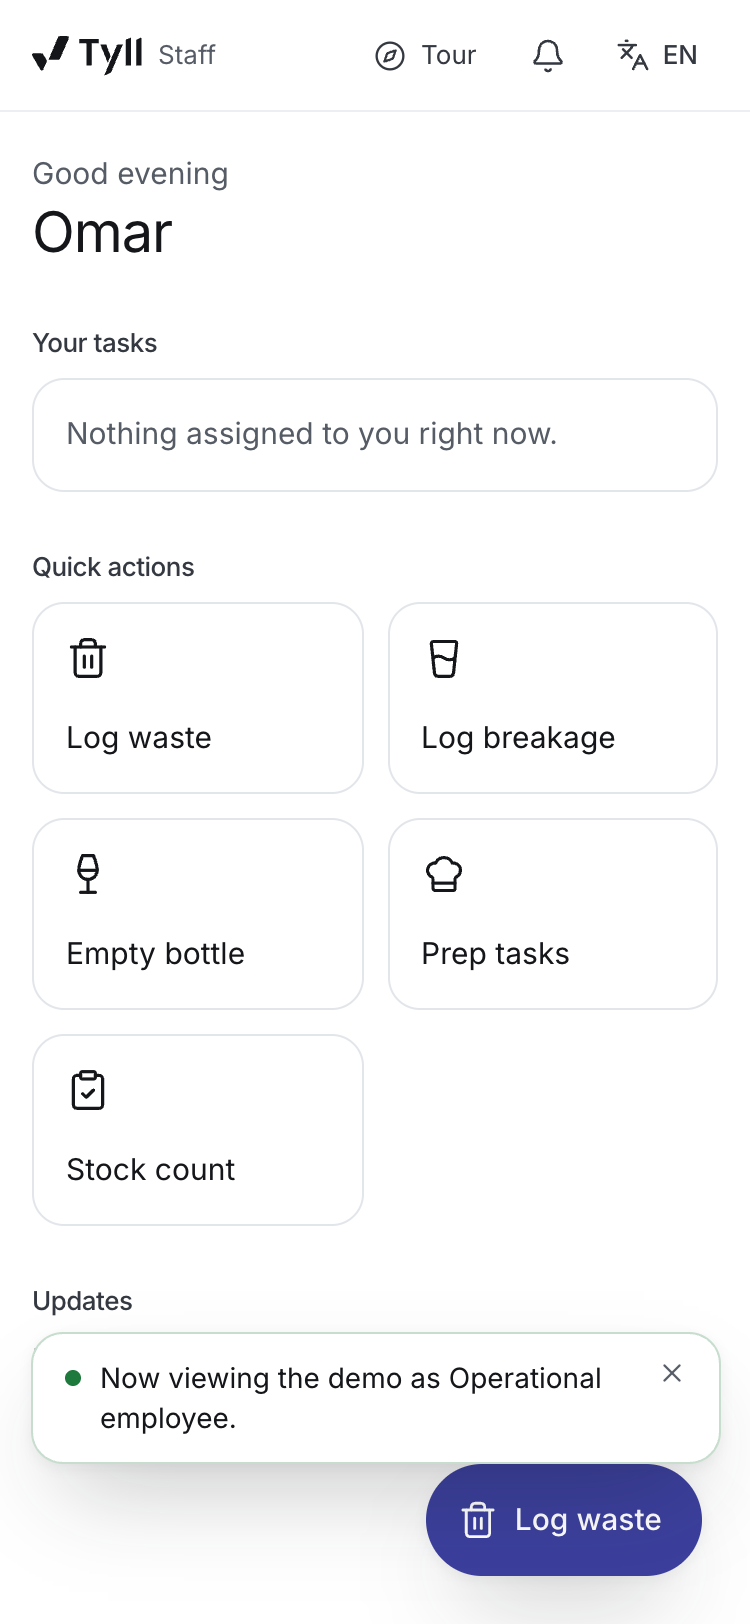 Tyll Staff Tour EN
Good evening
Omar
Your tasks
Nothing assigned to you right now.
Quick actions
Log waste
Log breakage
Empty bottle
Prep tasks
Stock count
Updates
Now viewing the demo as Operational
employee.
Log waste